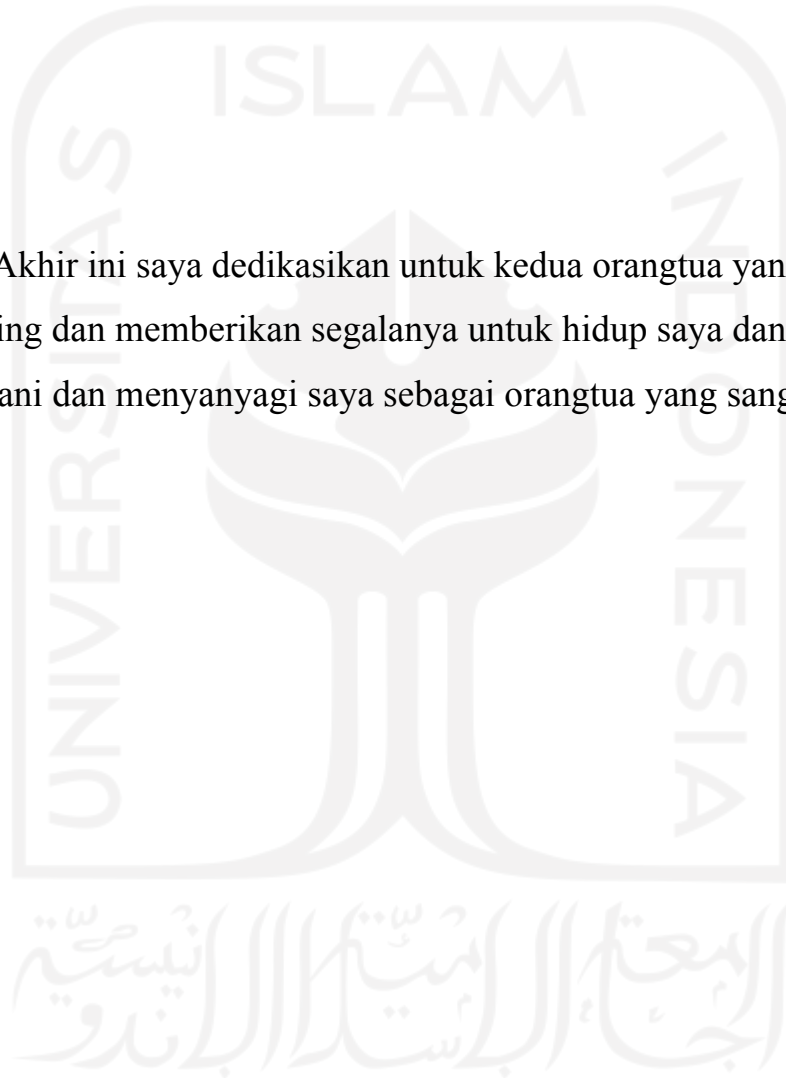 ISLAM
UNIVERSITAS
INDONESIA
Akhir ini saya dedikasikan untuk kedua orangtua yan
ing dan memberikan segalanya untuk hidup saya dan
ani dan menyanyagi saya sebagai orangtua yang sang